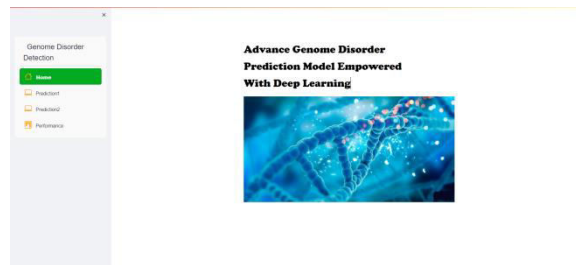 ×
Genome Disorder
Detection
Home
Prediction1
Prediction2
Performance
Advance Genome Disorder
Prediction Model Empowered
With Deep Learning